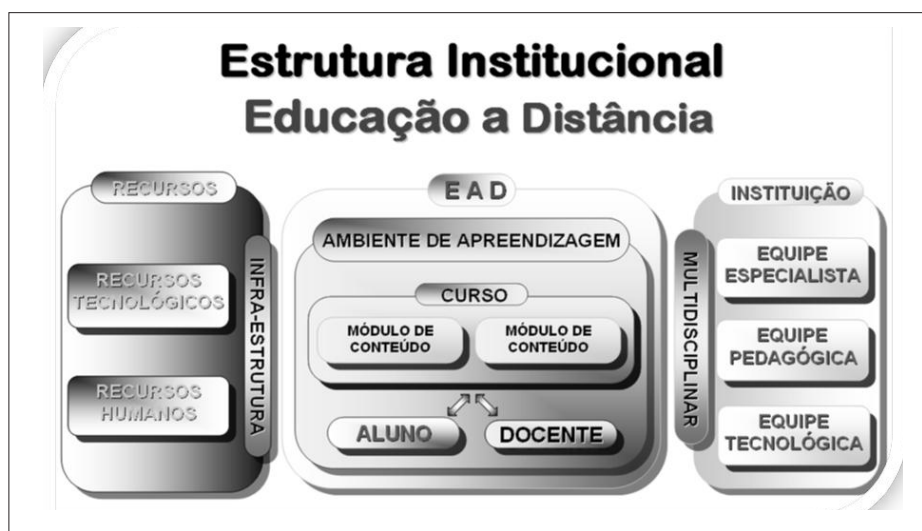 Estrutura Institucional
Educação a Distância
RECURSOS
RECURSOS
TECNOLÓGICOS
RECURSOS
HUMANOS
INFRA-ESTRUTURA
EAD
AMBIENTE DE APREENDIZAGEM
CURSO
MÓDULO DE
CONTEÚDO
MÓDULO DE
CONTEÚDO
ALUNO
DOCENTE
MULTIDISCIPLINAR
INSTITUIÇÃO
EQUIPE
ESPECIALISTA
EQUIPE
PEDAGÓGICA
EQUIPE
TECNOLÓGICA